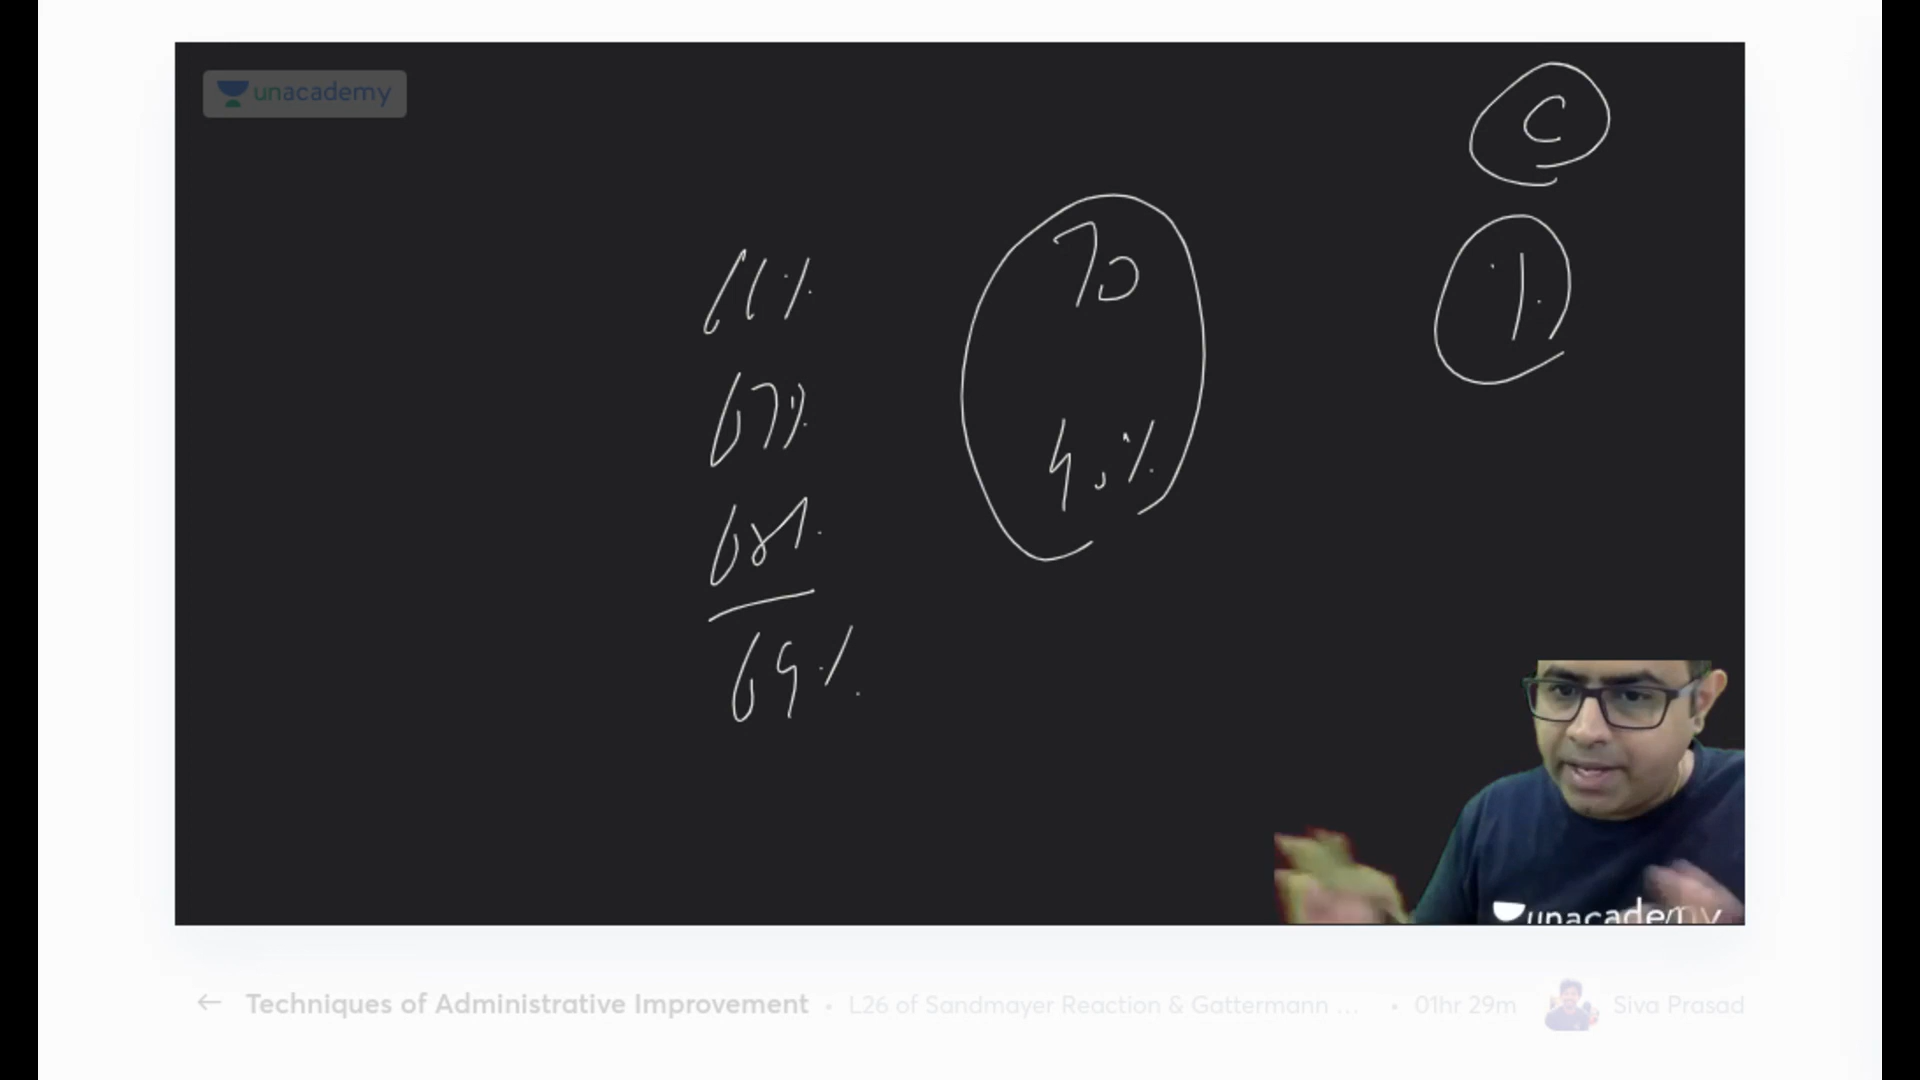 unacademy
C
70
66%
%
67%
40%
68%
69%
unacademy
Techniques of Administrative Improvement • L26 of Sandmayer Reaction & Gattermann ... • 01hr 29m Siva Prasad